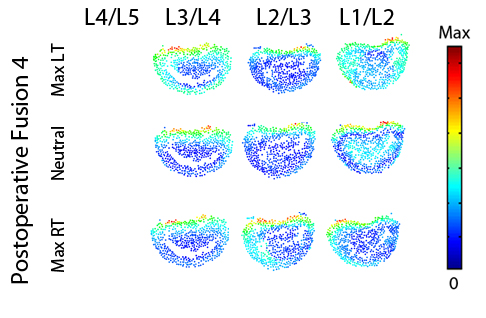 L4/L5 L3/L4 L2/L3 L1/L2
Max
Postoperative Fusion 4
Max LT
Neutral
Max RT
0